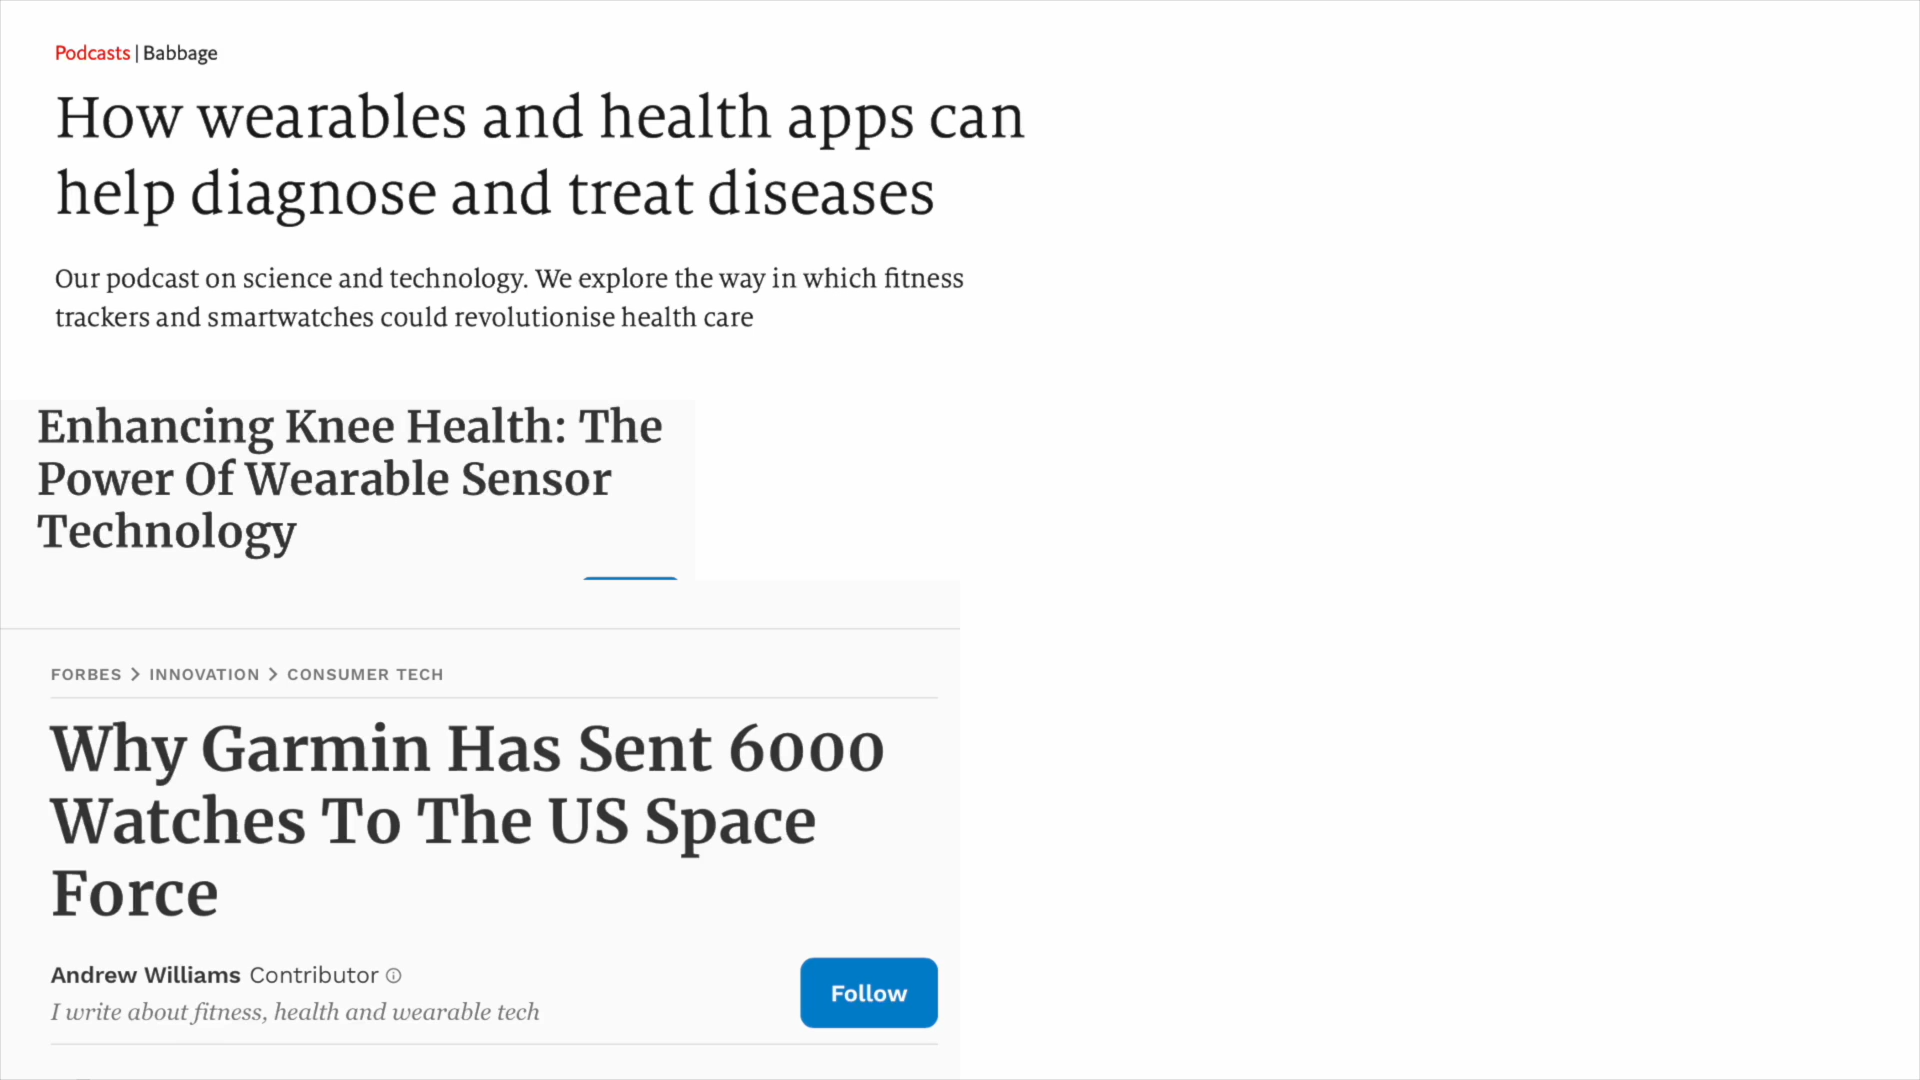 Podcasts | Babbage
How wearables and health apps can
help diagnose and treat diseases
Our podcast on science and technology. We explore the way in which fitness
trackers and smartwatches could revolutionise health care
Enhancing Knee Health: The
Power Of Wearable Sensor
Technology
FORBES > INNOVATION > CONSUMER TECH
Why Garmin Has Sent 6000
Watches To The US Space
Force
Andrew Williams Contributor
I write about fitness, health and wearable tech
Follow